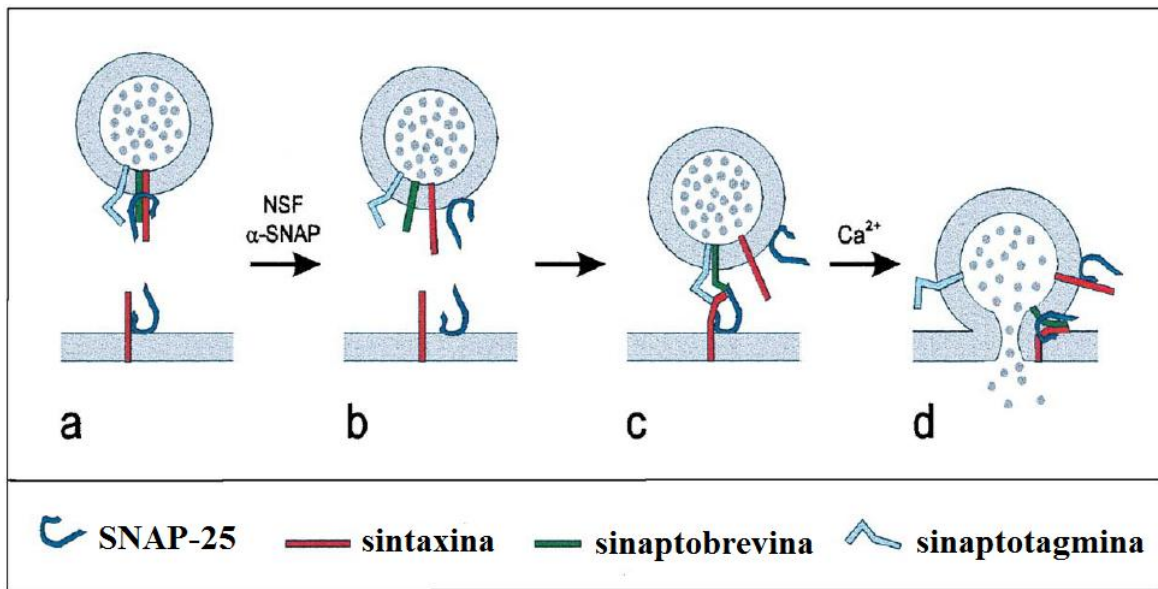 NSF
α-SNAP
Ca²⁺
a b c d
SNAP-25 sintaxina sinaptobrevina sinaptotagmina